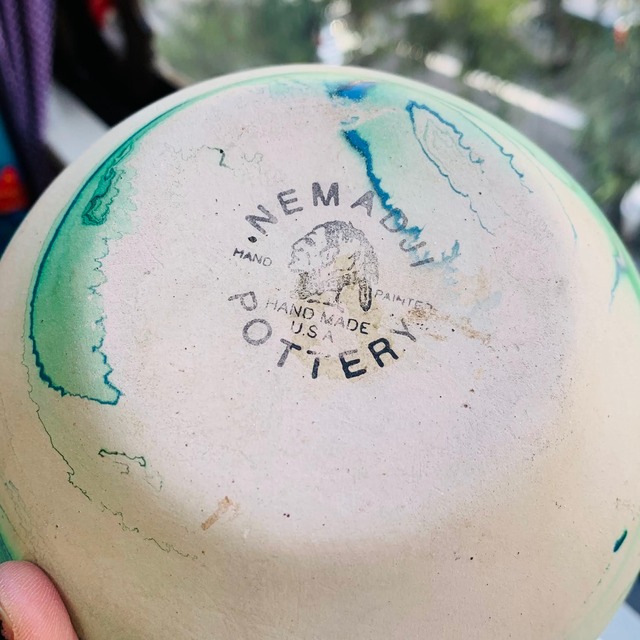 NEMADJI
HAND PAINTED
HAND MADE
U.S.A
POTTERY